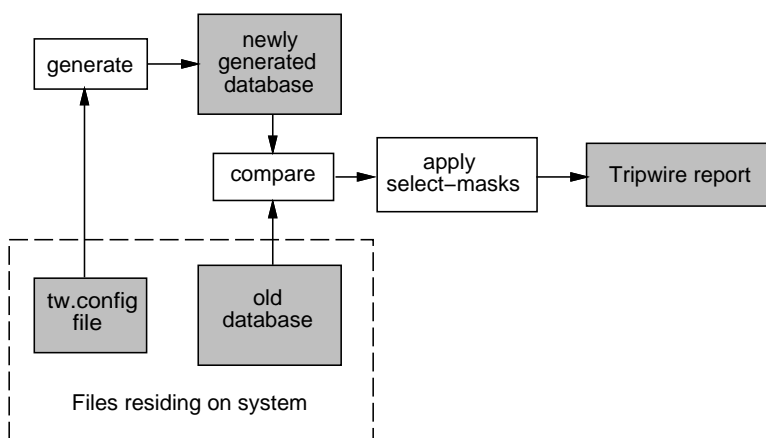 newly
generated
database
generate
compare
apply
select−masks
Tripwire report
tw.config
file
old
database
Files residing on system